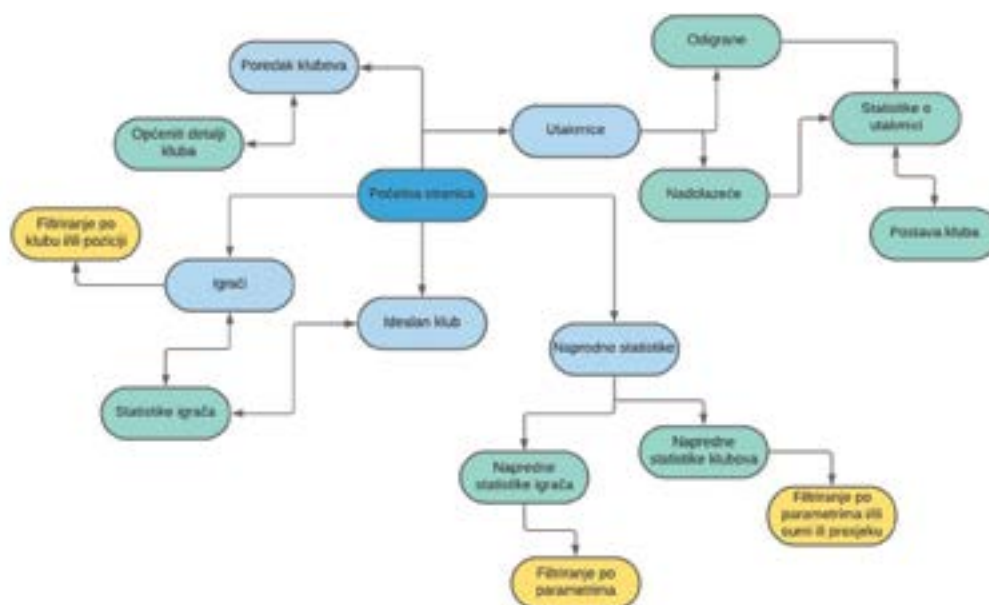 Odigrane
Poredak klubova
Statistike o
utakmici
Utakmice
Općeniti detalji
kluba
Početna stranica
Nadolazeće
Filtriranje po
klubu i/ili poziciji
Postava kluba
Igrači
Idealan klub
Napredne statistike
Statistike igrača
Napredne
statistike klubova
Napredne
statistike igrača
Filtriranje po
parametrima i/ili
sumi ili prosjeku
Filtriranje po
parametrima